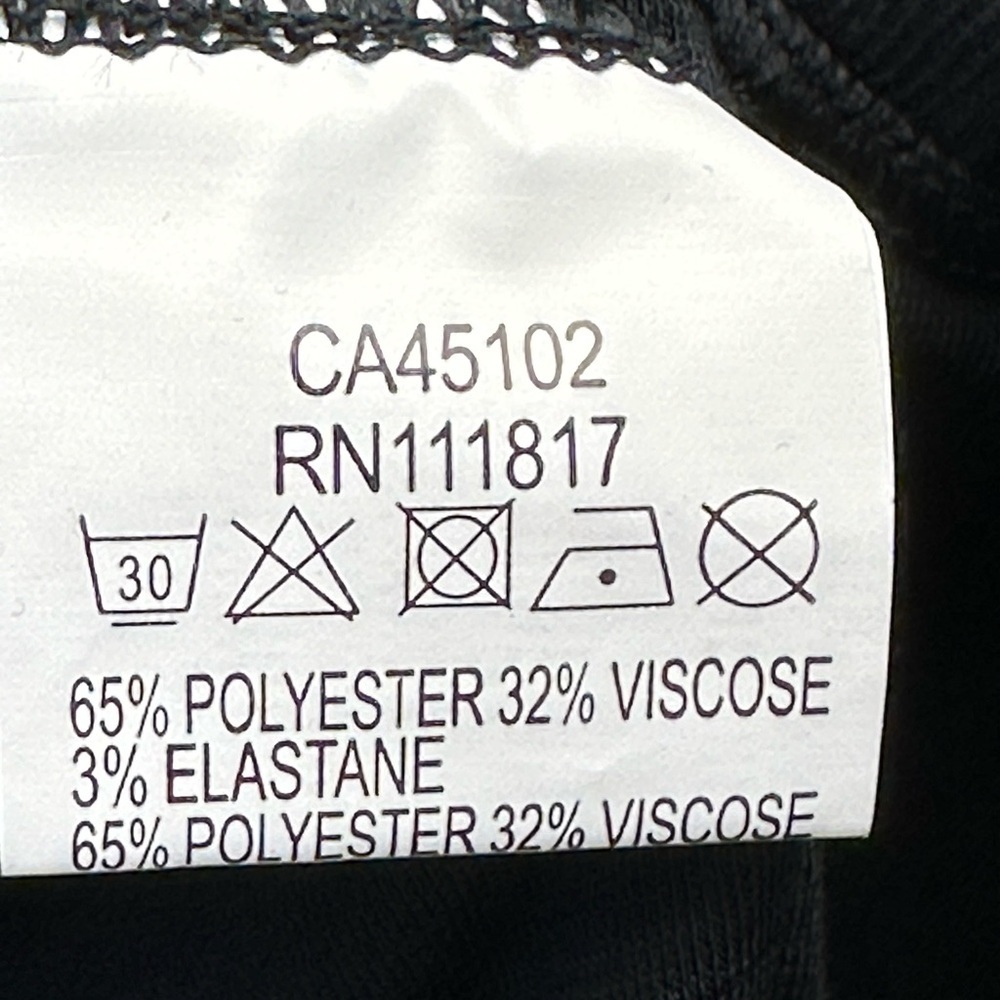 CA45102
RN111817
30
65% POLYESTER 32% VISCOSE
3% ELASTANE
65% POLYESTER 32% VISCOSE